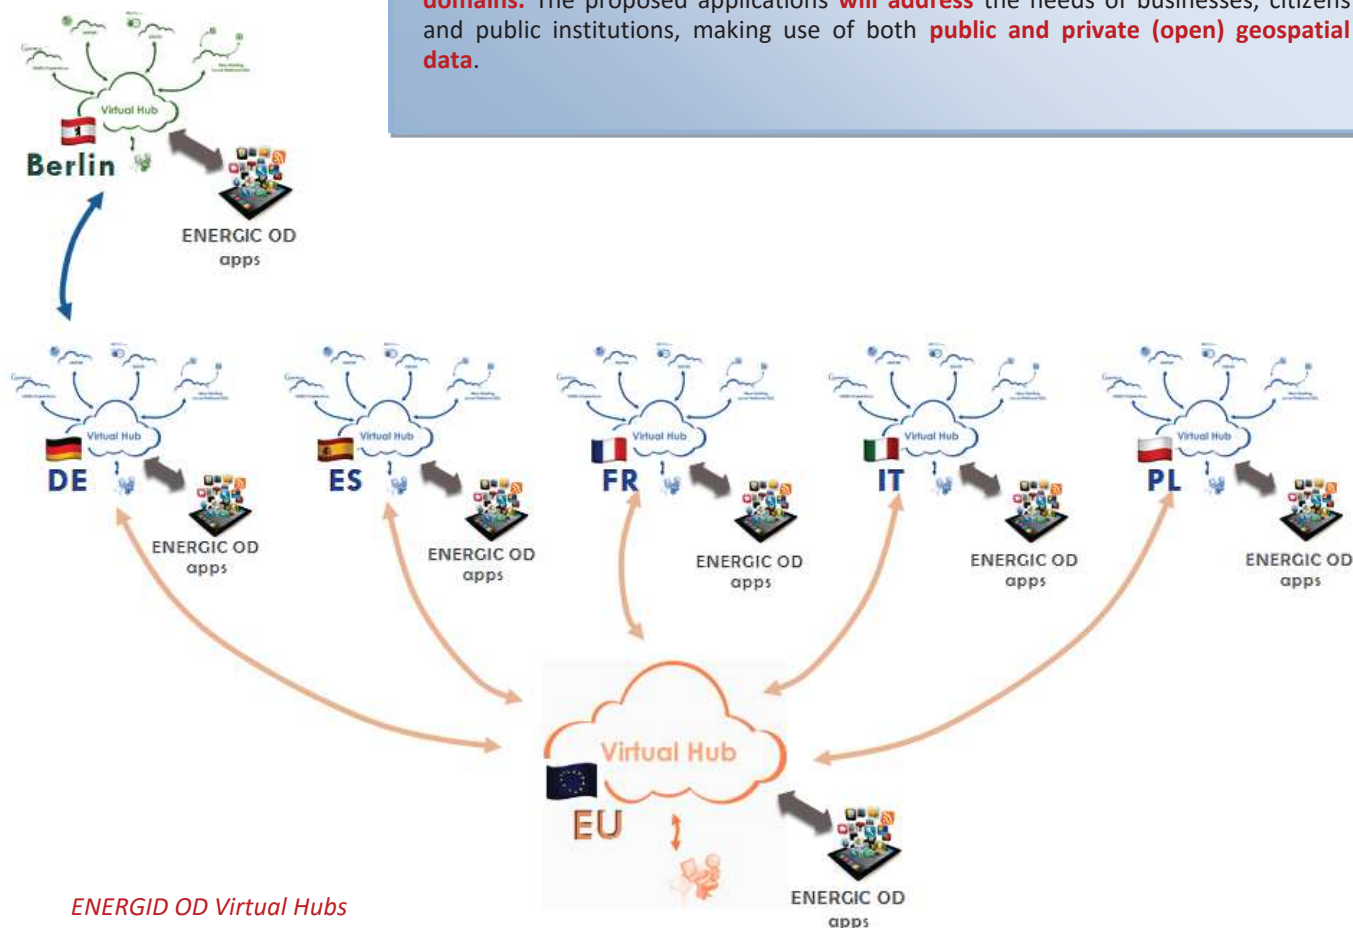 domains. The proposed applications will address the needs of businesses, citizens
and public institutions, making use of both public and private (open) geospatial
data.
Virtual Hub
Berlin
ENERGIC OD
apps
Virtual Hub
DE
ENERGIC OD
apps
Virtual Hub
ES
ENERGIC OD
apps
Virtual Hub
FR
ENERGIC OD
apps
Virtual Hub
IT
ENERGIC OD
apps
Virtual Hub
PL
ENERGIC OD
apps
Virtual Hub
EU
ENERGIC OD
apps
ENERGID OD Virtual Hubs